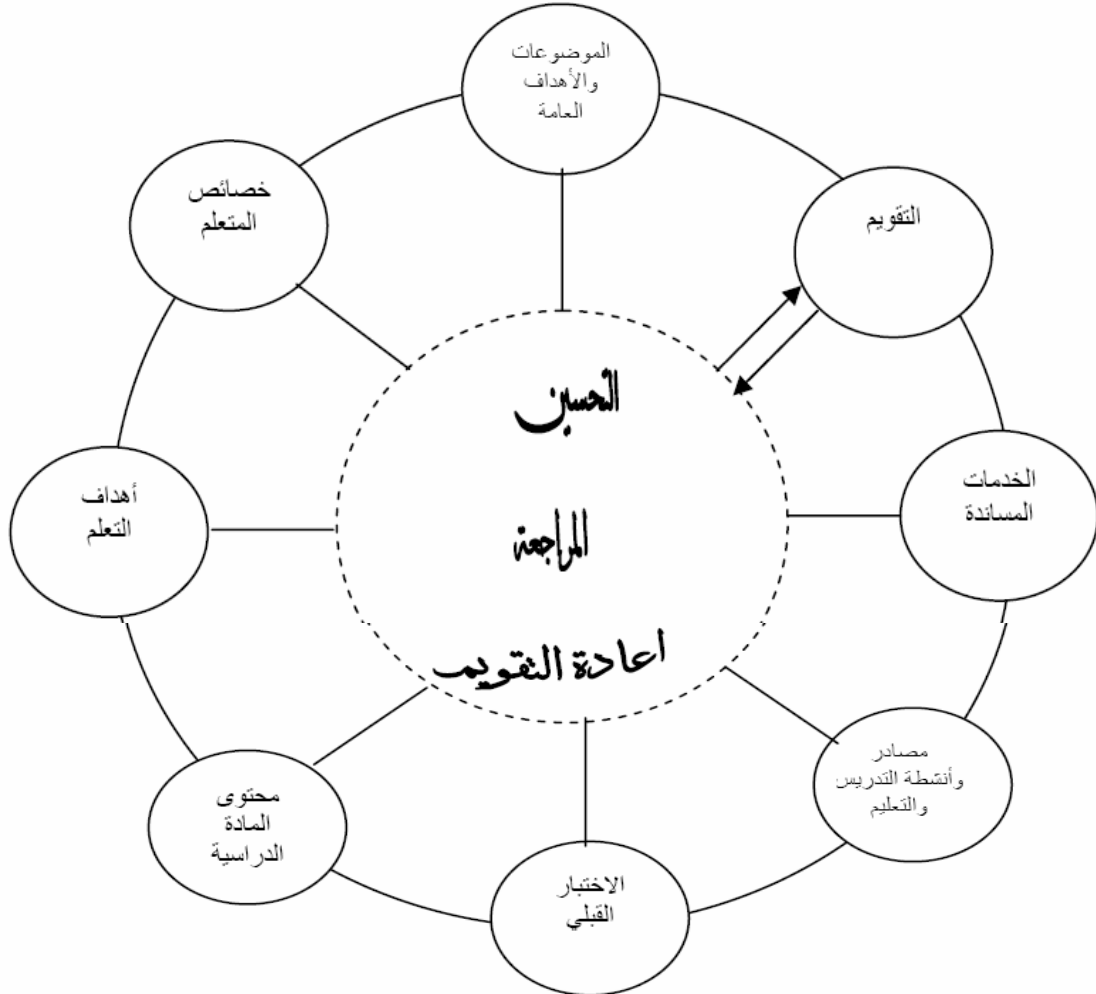 الموضوعات
والأهداف
العامة
خصائص
المتعلم
التقويم
التحسين
أهداف
التعلم
الخدمات
المساندة
المراجعة
اعادة التقويم
محتوى
المادة
الدراسية
مصادر
وأنشطة التدريس
والتعليم
الاختبار
القبلي